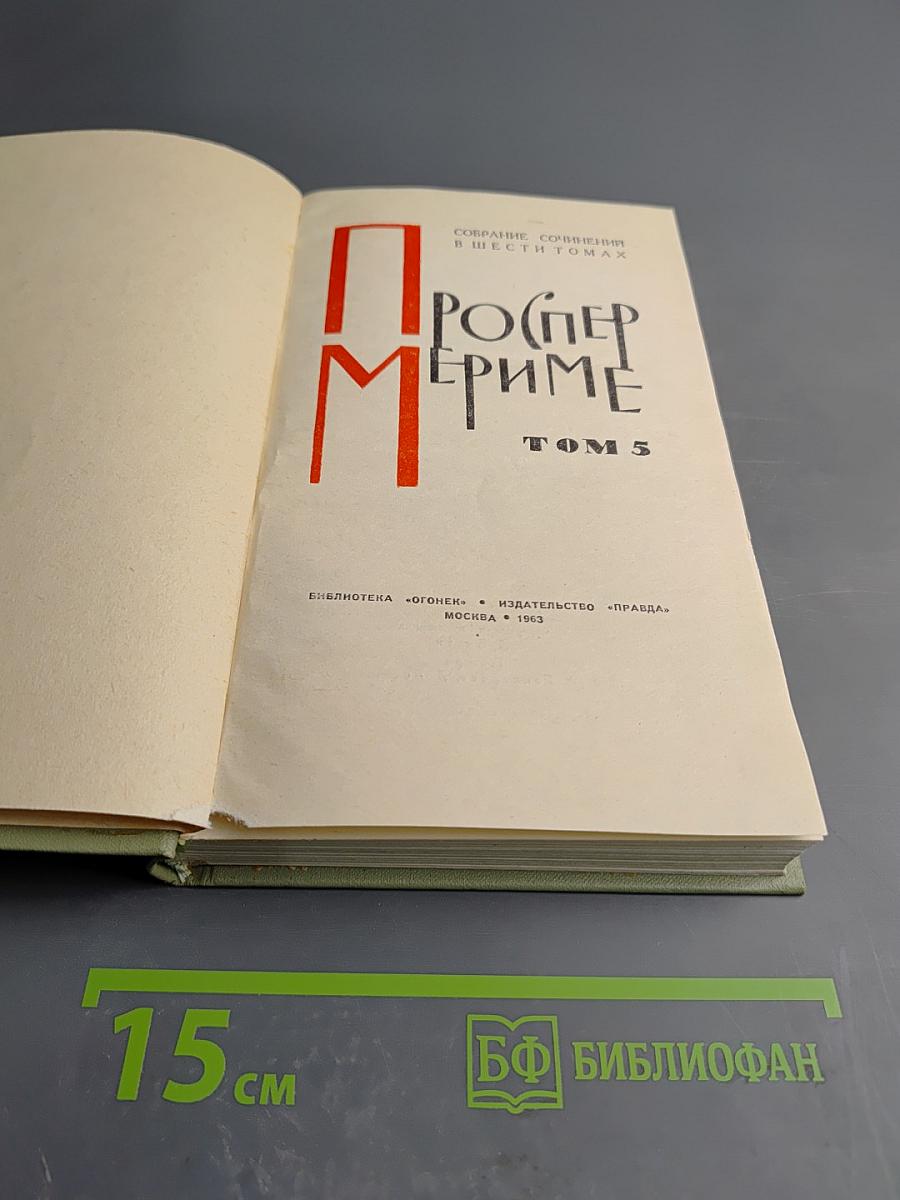 СОБРАНИЕ СОЧИНЕНИЙ
В ШЕСТИ ТОМАХ
ПРОСПЕР
МЕРИМЕ
ТОМ 5
БИБЛИОТЕКА «ОГОНЕК» • ИЗДАТЕЛЬСТВО «ПРАВДА»
МОСКВА • 1963
15 см
БФ БИБЛИОФАН